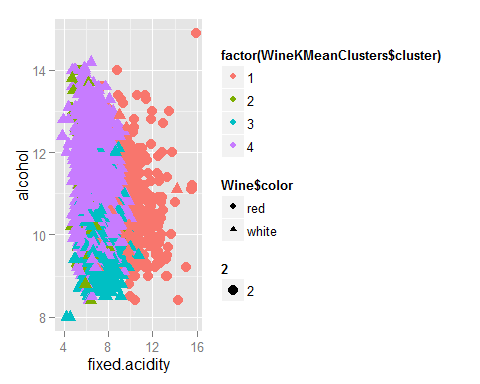 factor(WineKMeanClusters$cluster)
1
2
3
4
Wine$color
red
white
2
2
alcohol
14
12
10
8
4
8
12
16
fixed.acidity